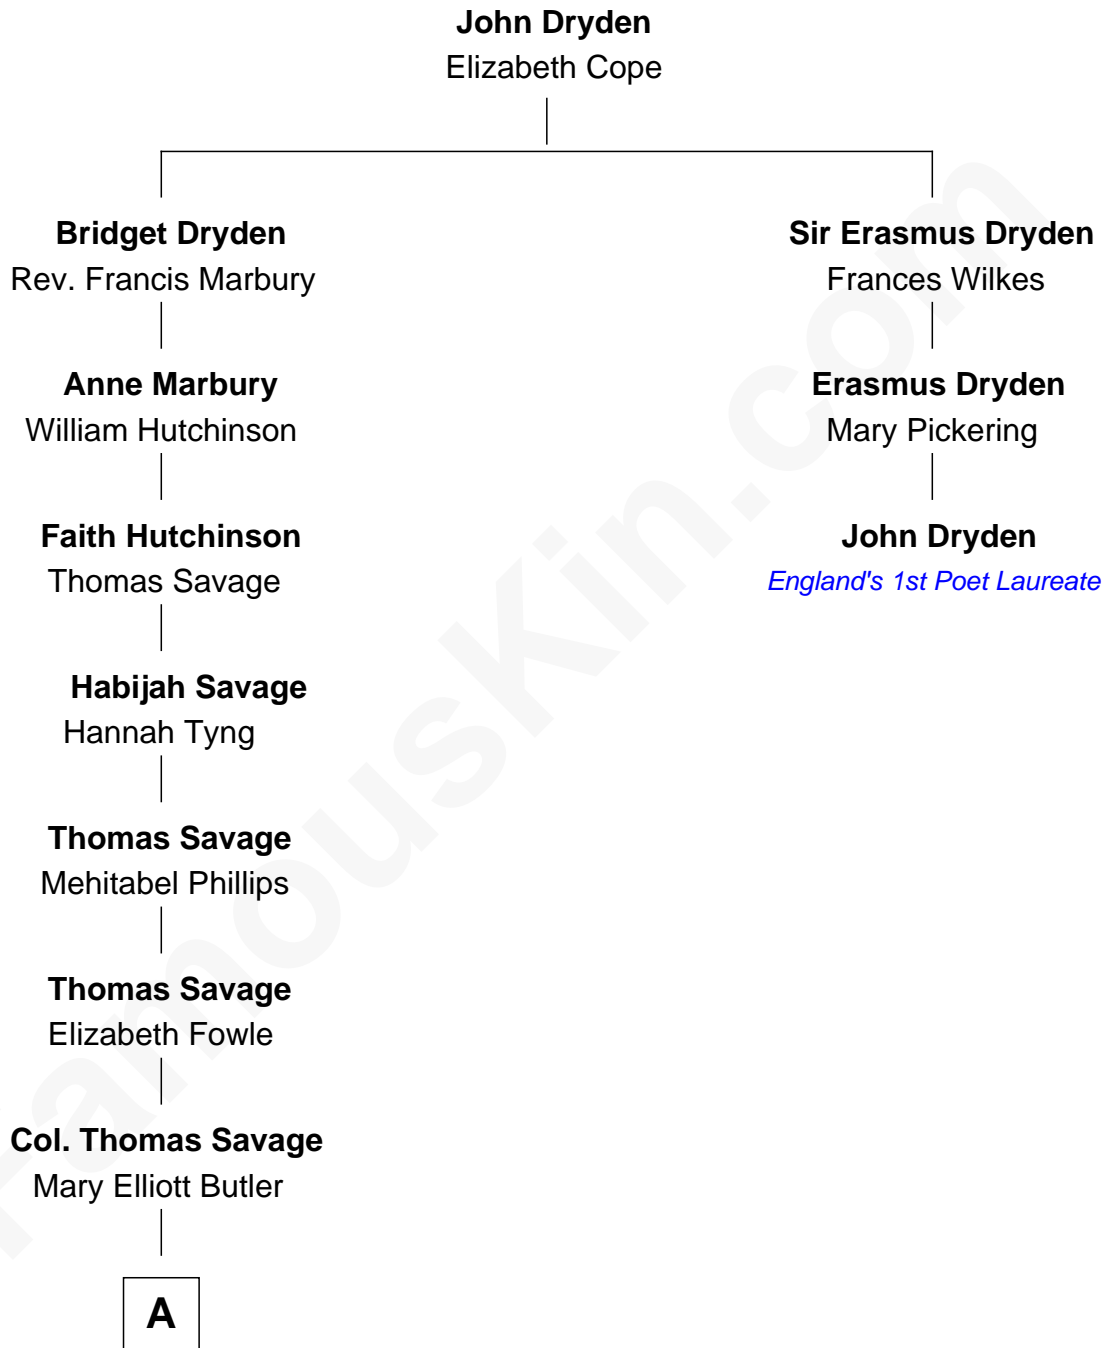 John Dryden
Elizabeth Cope
Bridget Dryden
Rev. Francis Marbury
Sir Erasmus Dryden
Frances Wilkes
Anne Marbury
William Hutchinson
Erasmus Dryden
Mary Pickering
Faith Hutchinson
Thomas Savage
John Dryden
England's 1st Poet Laureate
Habijah Savage
Hannah Tyng
Thomas Savage
Mehitabel Phillips
Thomas Savage
Elizabeth Fowle
Col. Thomas Savage
Mary Elliott Butler
A
FamousKin.com